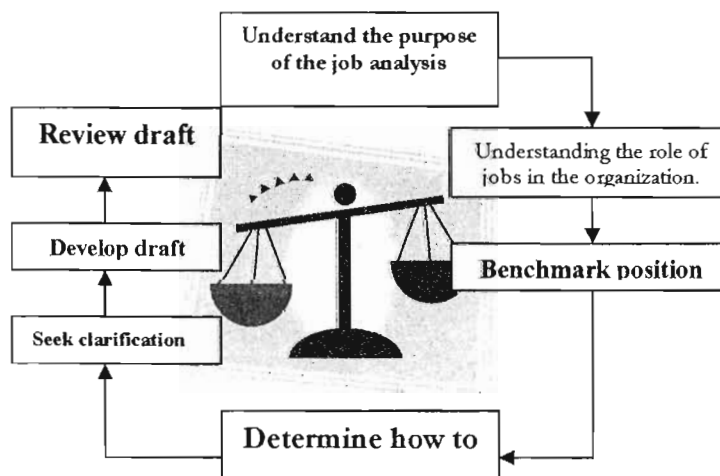 Understand the purpose
of the job analysis
Understanding the role of
jobs in the organization.
Benchmark position
Determine how to
Seek clarification
Develop draft
Review draft